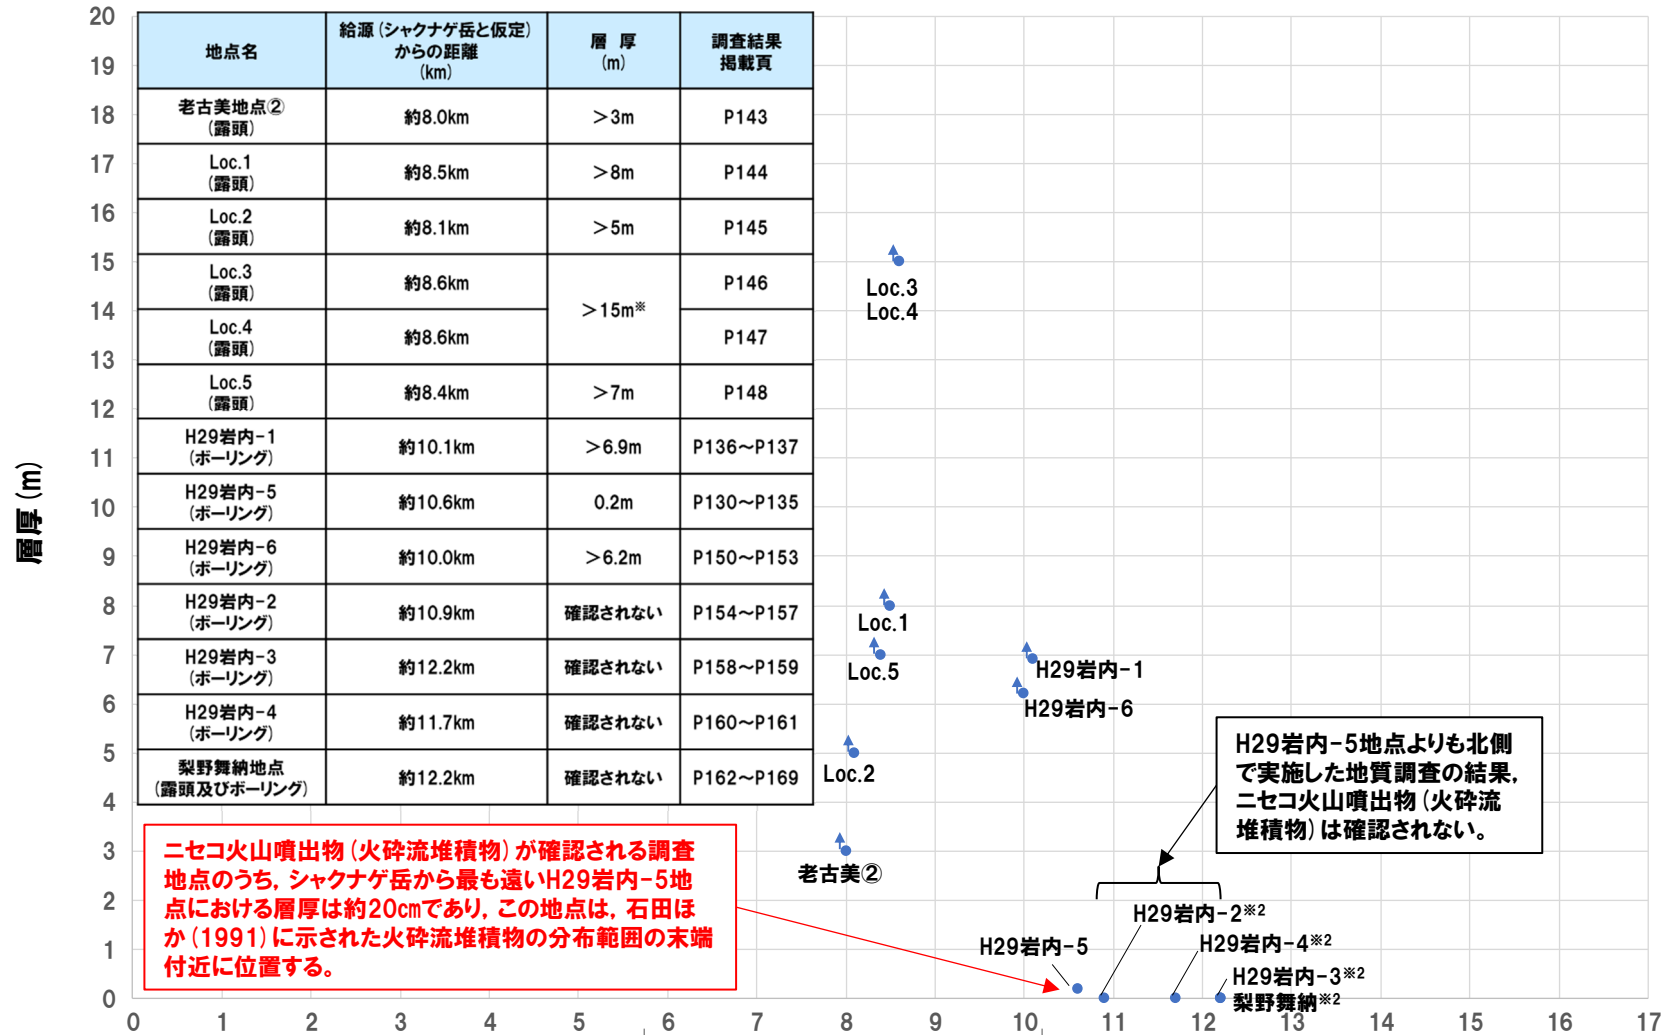 地点名
給源(シャクナゲ岳と仮定)
からの距離
(km)
層 厚
(m)
調査結果
掲載頁
老古美地点②
(露頭)
約8.0km
>3m
P143
Loc.1
(露頭)
約8.5km
>8m
P144
Loc.2
(露頭)
約8.1km
>5m
P145
Loc.3
(露頭)
約8.6km
>15m※
P146
Loc.4
(露頭)
約8.6km
P147
Loc.5
(露頭)
約8.4km
>7m
P148
H29岩内-1
(ボーリング)
約10.1km
>6.9m
P136~P137
H29岩内-5
(ボーリング)
約10.6km
0.2m
P130~P135
H29岩内-6
(ボーリング)
約10.0km
>6.2m
P150~P153
H29岩内-2
(ボーリング)
約10.9km
確認されない
P154~P157
H29岩内-3
(ボーリング)
約12.2km
確認されない
P158~P159
H29岩内-4
(ボーリング)
約11.7km
確認されない
P160~P161
梨野舞納地点
(露頭及びボーリング)
約12.2km
確認されない
P162~P169
層厚(m)
20
19
18
17
16
15
14
13
12
11
10
9
8
7
6
5
4
3
2
1
0
Loc.3
Loc.4
Loc.1
Loc.5
H29岩内-1
H29岩内-6
Loc.2
老古美②
H29岩内-5地点よりも北側
で実施した地質調査の結果,
ニセコ火山噴出物(火砕流
堆積物)は確認されない。
ニセコ火山噴出物(火砕流堆積物)が確認される調査
地点のうち, シャクナゲ岳から最も遠いH29岩内-5地
点における層厚は約20cmであり, この地点は, 石田ほ
か(1991)に示された火砕流堆積物の分布範囲の末端
付近に位置する。
H29岩内-2※2
H29岩内-5
H29岩内-4※2
H29岩内-3※2
梨野舞納※2
0 1 2 3 4 5 6 7 8 9 10 11 12 13 14 15 16 17